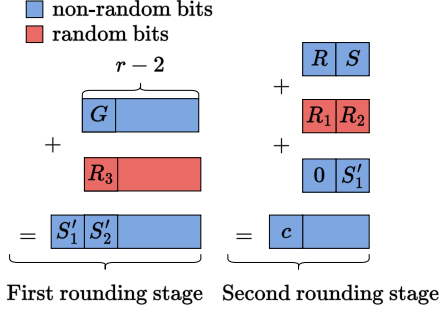 non-random bits
random bits
r − 2
G
+
R₃
= S′₁ S′₂
First rounding stage
R S
+
R₁ R₂
+
0 S′₁
= c
Second rounding stage